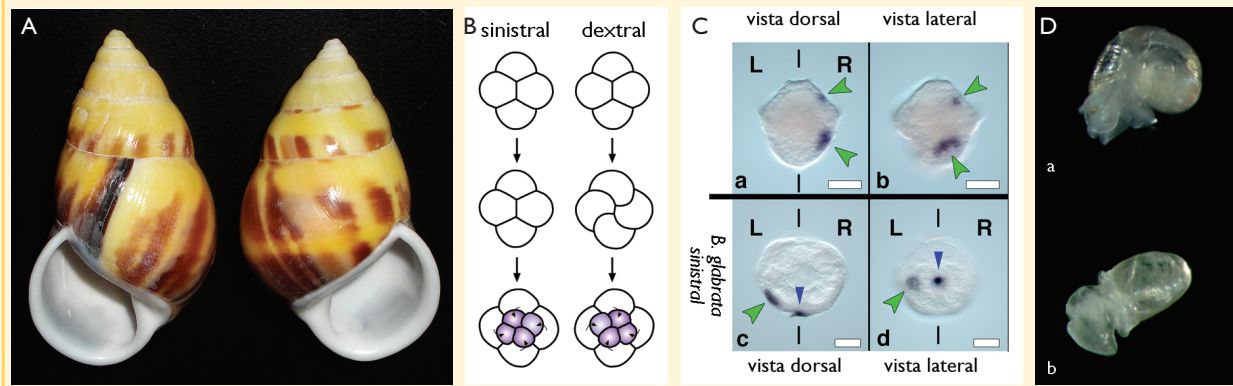 A
B
sinistral
dextral
C
vista dorsal
vista lateral
L
R
a
b
B. glabrata
sinistral
L
R
L
R
c
d
vista dorsal
vista lateral
D
a
b